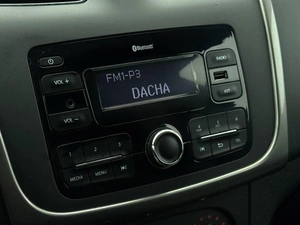 Bluetooth
FM1-P3
DACHA
RADIO
VOL +
VOL -
1
2
3
4
5
6
MEDIA
MENU